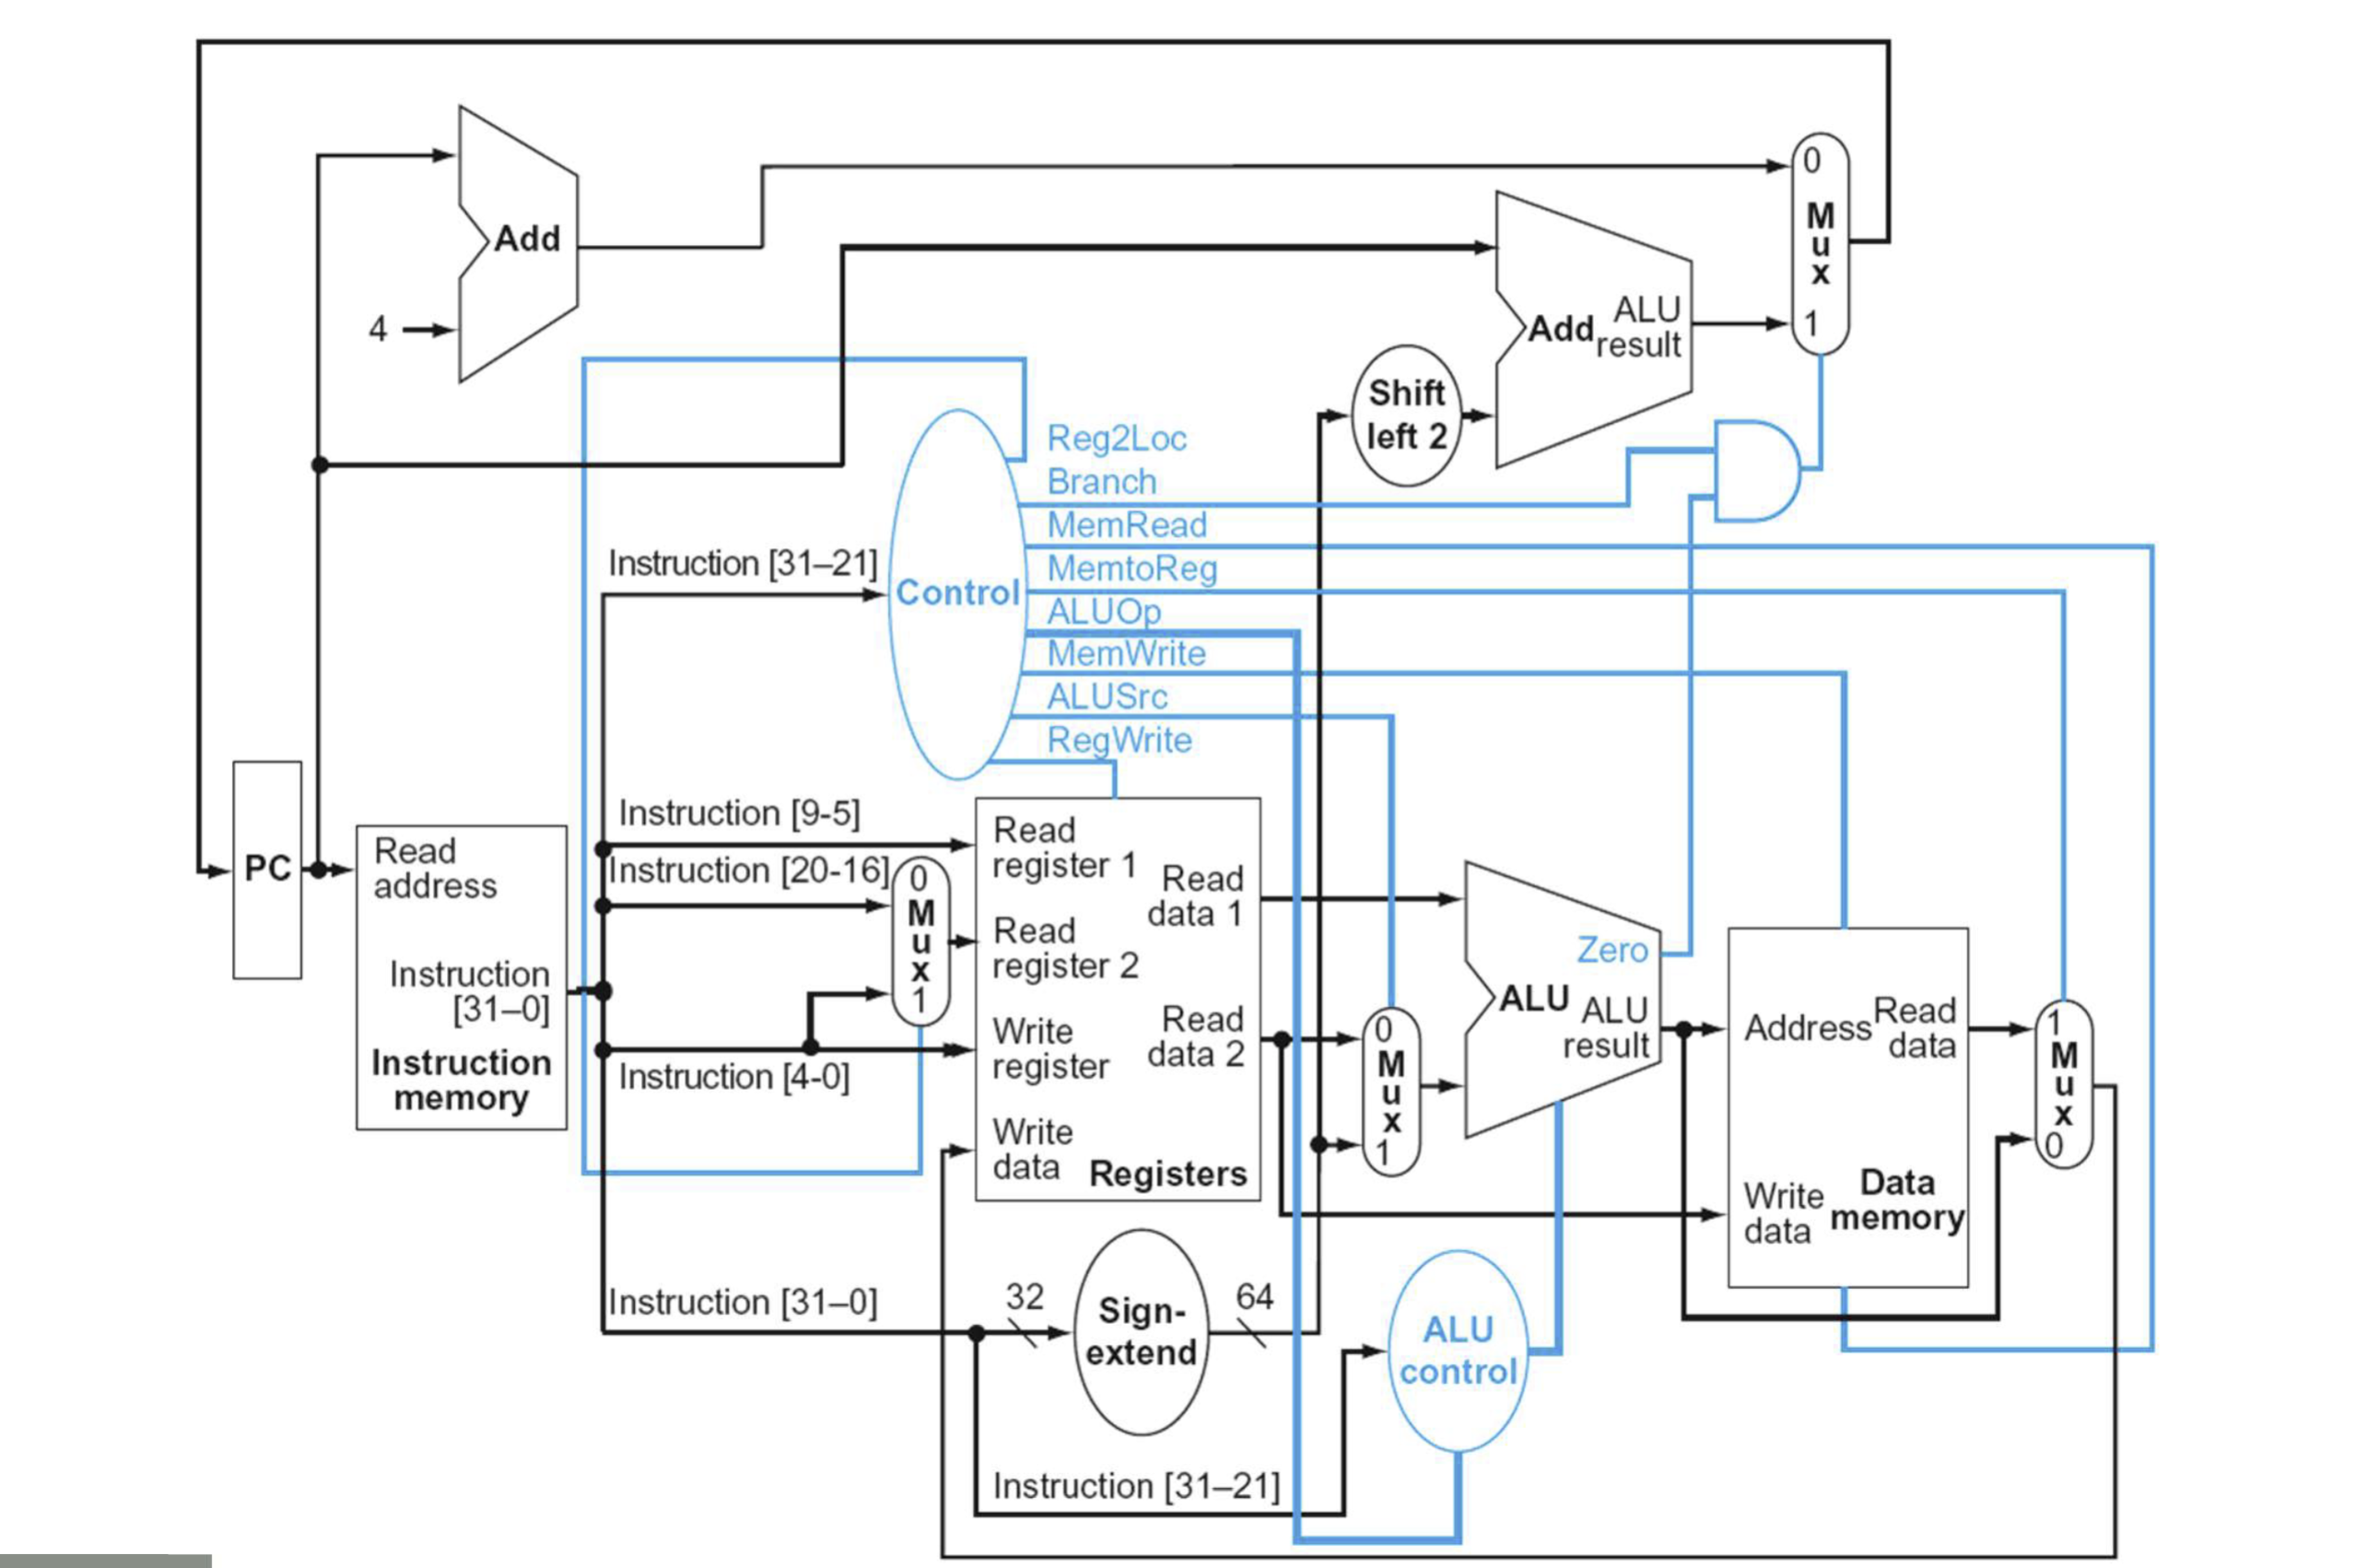 0
M
u
x
1
Add
4
Add
ALU
result
Shift
left 2
Reg2Loc
Branch
MemRead
MemtoReg
ALUOp
MemWrite
ALUSrc
RegWrite
Control
Instruction [31–21]
PC
Read
address
Instruction
[31–0]
Instruction
memory
Instruction [9-5]
Instruction [20-16]
Instruction [4-0]
0
M
u
x
1
Read
register 1
Read
register 2
Write
register
Write
data
Read
data 1
Read
data 2
Registers
0
M
u
x
1
Zero
ALU
ALU
result
Address
Read
data
Write
data
Data
memory
1
M
u
x
0
Instruction [31–0]
32
Sign-
extend
64
ALU
control
Instruction [31–21]